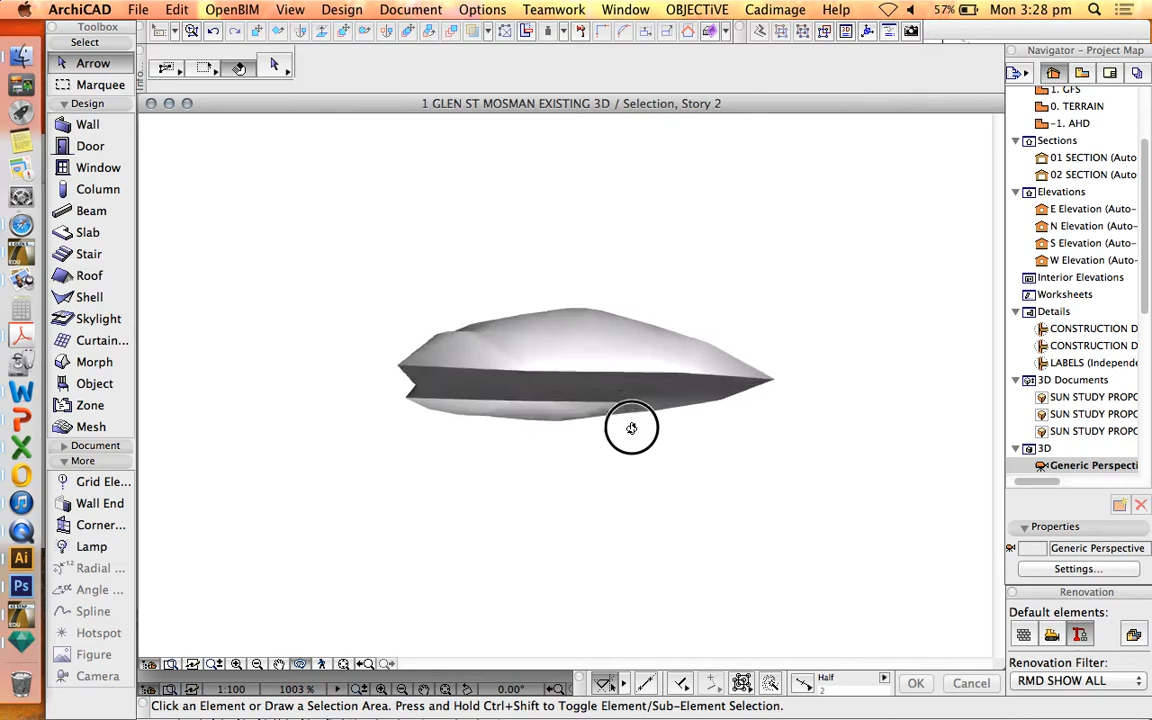 ArchiCAD File Edit OpenBIM View Design Document Options Teamwork Window OBJECTiVE Cadimage Help 57% Mon 3:28 pm
Toolbox
Select
Arrow
Marquee
Design
Wall
Door
Window
Column
Beam
Slab
Stair
Roof
Shell
Skylight
Curtain...
Morph
Object
Zone
Mesh
Document
More
Grid Ele...
Wall End
Corner...
Lamp
Radial ...
Angle ...
Spline
Hotspot
Figure
Camera
1 GLEN ST MOSMAN EXISTING 3D / Selection, Story 2
1:100 1003 % 0.00°
Half
2
OK Cancel
Click an Element or Draw a Selection Area. Press and Hold Ctrl+Shift to Toggle Element/Sub-Element Selection.
Navigator - Project Map
1. GFS
0. TERRAIN
-1. AHD
Sections
01 SECTION (Auto
02 SECTION (Auto
Elevations
E Elevation (Auto-
N Elevation (Auto-
S Elevation (Auto-
W Elevation (Auto-
Interior Elevations
Worksheets
Details
CONSTRUCTION D
CONSTRUCTION D
LABELS (Independe
3D Documents
SUN STUDY PROPO
SUN STUDY PROPO
SUN STUDY PROPO
3D
Generic Perspecti
Properties
Generic Perspective
Settings...
Renovation
Default elements:
Renovation Filter:
RMD SHOW ALL
Ai
Ps